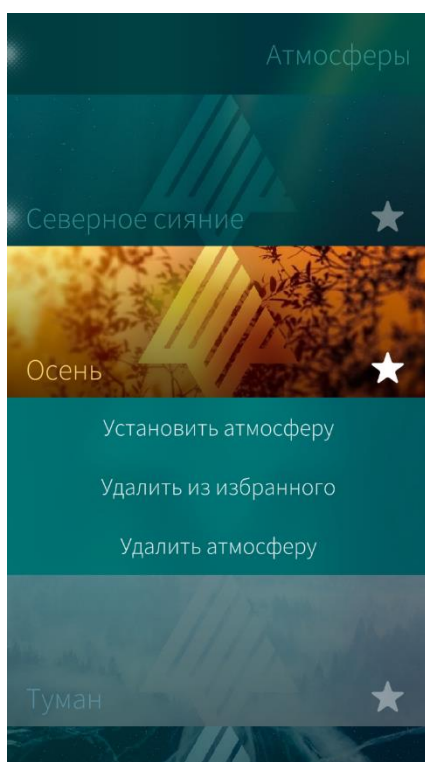 Атмосферы
Северное сияние
Осень
Установить атмосферу
Удалить из избранного
Удалить атмосферу
Туман